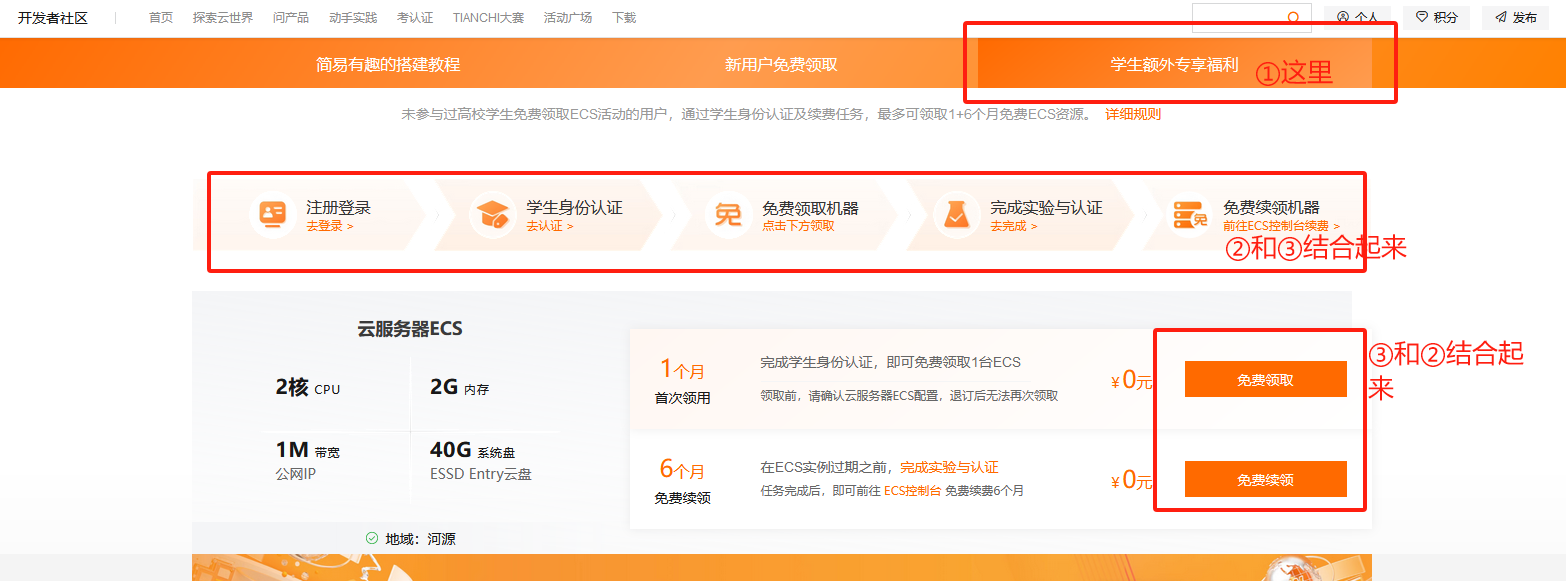 开发者社区 首页 探索云世界 问产品 动手实践 考认证 TIANCHI大赛 活动广场 下载 个人 积分 发布
简易有趣的搭建教程 新用户免费领取 学生额外专享福利 ①这里
未参与过高校学生免费领取ECS活动的用户，通过学生身份认证及续费任务，最多可领取1+6个月免费ECS资源。 详细规则
注册登录 学生身份认证 免费领取机器 完成实验与认证 免费续领机器
去登录 > 去认证 > 点击下方领取 去完成 > 前往ECS控制台续费 >
②和③结合起来
云服务器ECS
2核 CPU 2G 内存
1M 带宽 40G 系统盘
公网IP ESSD Entry云盘
地域：河源
1个月 完成学生身份认证，即可免费领取1台ECS
首次领用 领取前，请确认云服务器ECS配置，退订后无法再次领取
¥0元 免费领取
6个月 在ECS实例过期之前，完成实验与认证
免费续领 任务完成后，即可前往 ECS控制台 免费续费6个月
¥0元 免费续领
③和②结合起
来